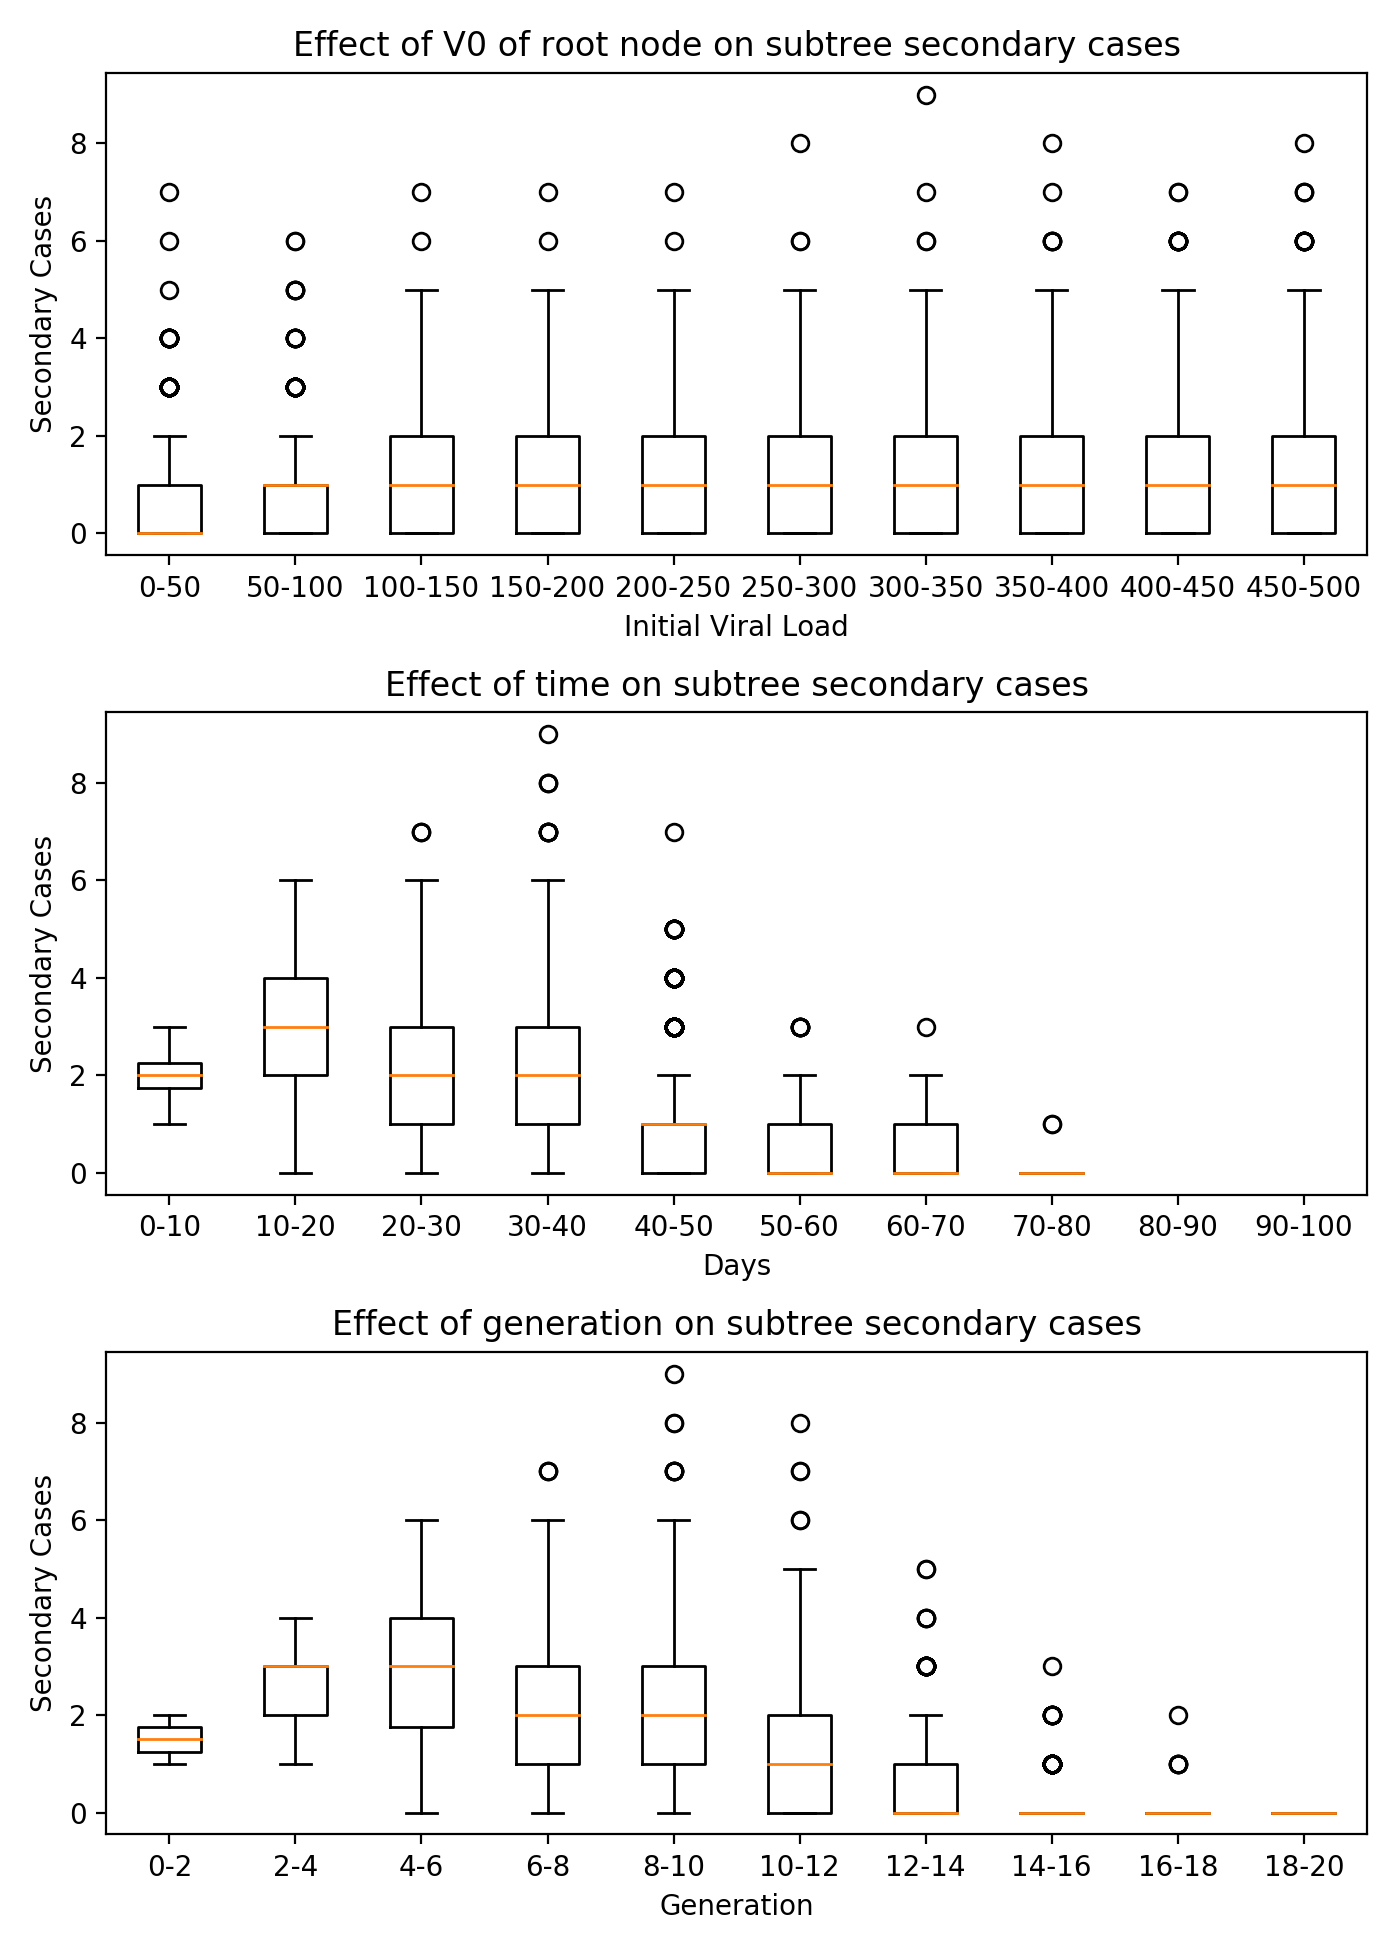 Effect of V0 of root node on subtree secondary cases
Secondary Cases
8
6
4
2
0
0-50 50-100 100-150 150-200 200-250 250-300 300-350 350-400 400-450 450-500
Initial Viral Load
Effect of time on subtree secondary cases
Secondary Cases
8
6
4
2
0
0-10 10-20 20-30 30-40 40-50 50-60 60-70 70-80 80-90 90-100
Days
Effect of generation on subtree secondary cases
Secondary Cases
8
6
4
2
0
0-2 2-4 4-6 6-8 8-10 10-12 12-14 14-16 16-18 18-20
Generation